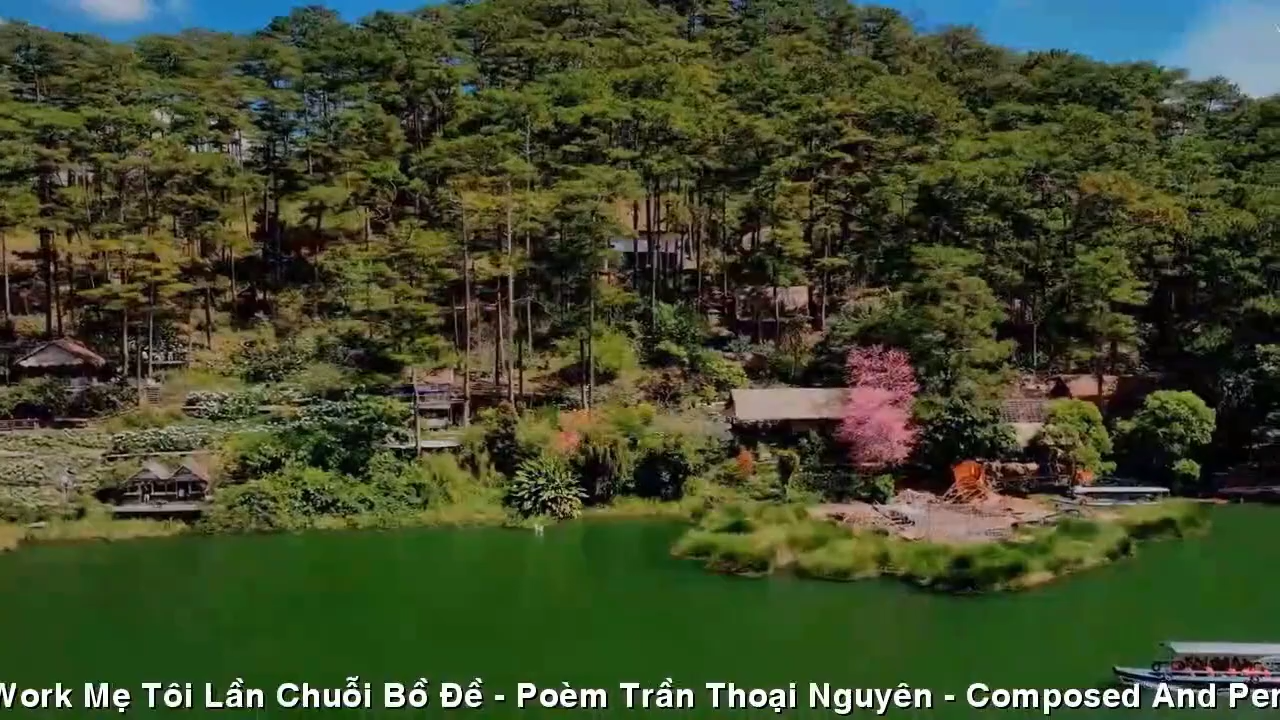 Work Mẹ Tôi Lần Chuỗi Bồ Đề - Poèm Trần Thoại Nguyên - Composed And Per